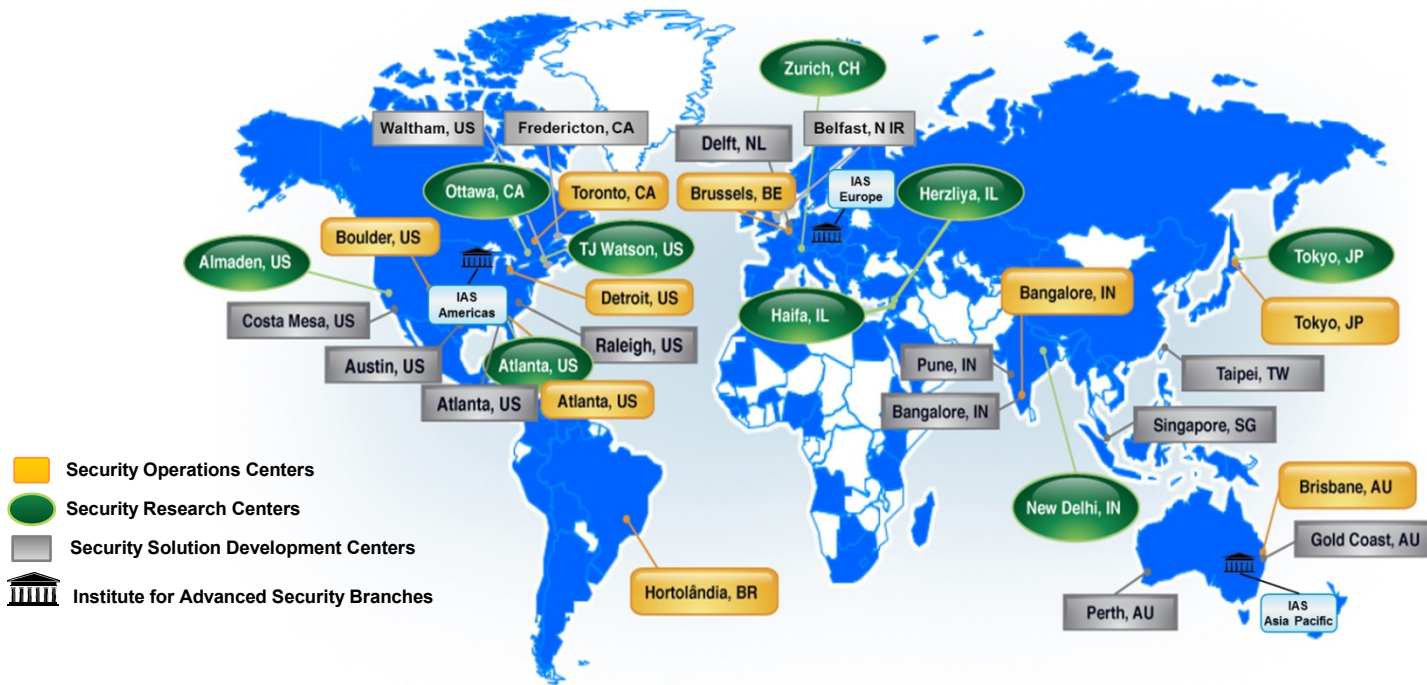 Zurich, CH
Waltham, US
Fredericton, CA
Delft, NL
Belfast, N IR
Ottawa, CA
Toronto, CA
Brussels, BE
IAS
Europe
Herzliya, IL
Boulder, US
TJ Watson, US
Almaden, US
Tokyo, JP
IAS
Americas
Detroit, US
Bangalore, IN
Costa Mesa, US
Haifa, IL
Tokyo, JP
Raleigh, US
Austin, US
Atlanta, US
Pune, IN
Taipei, TW
Atlanta, US
Atlanta, US
Bangalore, IN
Singapore, SG
Security Operations Centers
Security Research Centers
Security Solution Development Centers
Institute for Advanced Security Branches
New Delhi, IN
Brisbane, AU
Gold Coast, AU
Hortolândia, BR
Perth, AU
IAS
Asia Pacific